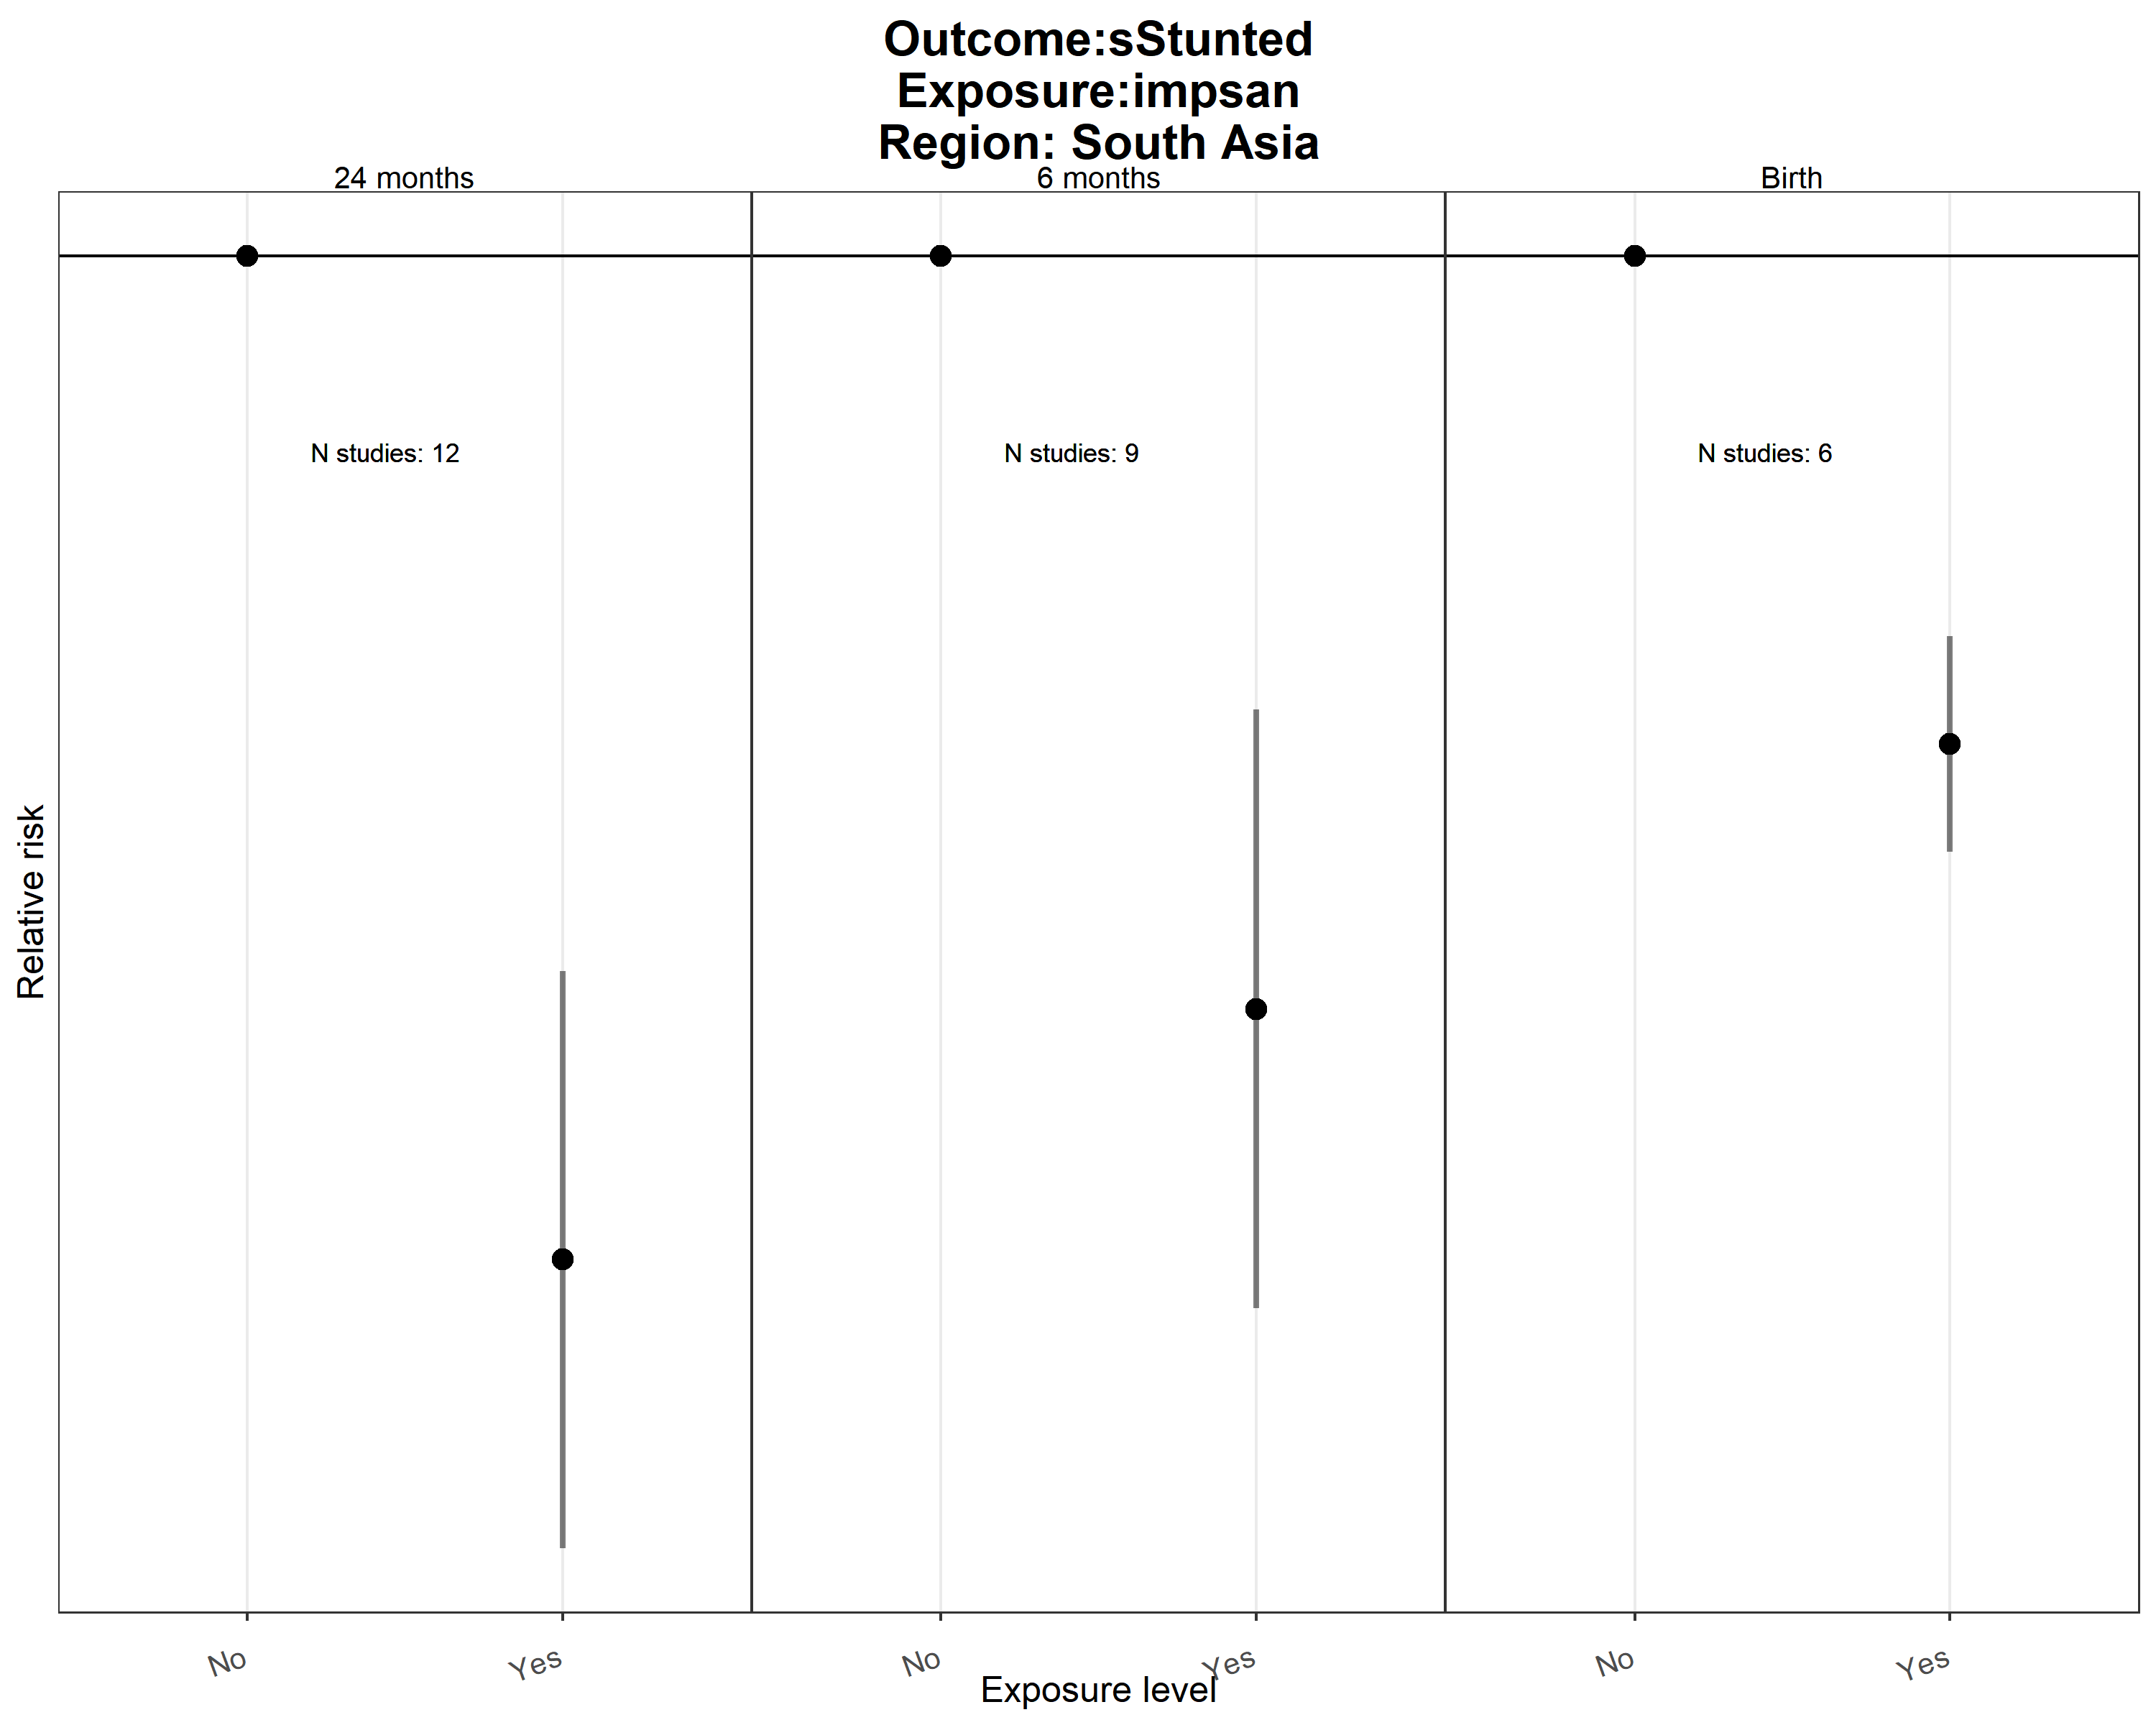 Outcome:sStunted
Exposure:impsan
Region: South Asia
24 months
6 months
Birth
N studies: 12
N studies: 9
N studies: 6
Relative risk
No
Yes
No
Yes
No
Yes
Exposure level